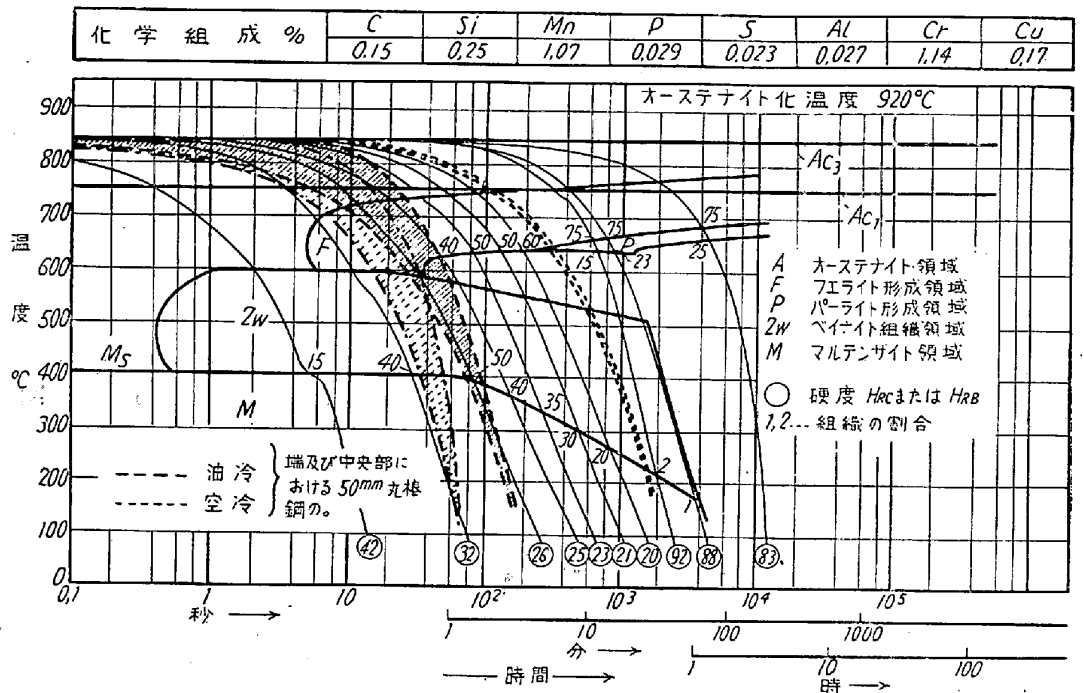 化学組成% C Si Mn P S Al Cr Cu
0.15 0,25 1,07 0,029 0,023 0,027 1,14 0,17
オーステナイト化温度 920°C
900
800
700
600
500
400
300
200
100
0
温度 °C
Ac₃
Ac₁
F
P
2w
Ms
M
40 50 50 60 75 75 75
15 23 25
15 40 50 40 35 30 20 2 1
A オーステナイト領域
F フエライト形成領域
P パーライト形成領域
2w ベイナイト組織領域
M マルテンサイト領域
○ 硬度 HRCまたは HRB
1,2... 組織の割合
油冷
空冷
端及び中央部に
おける 50mm 丸棒
鋼の。
42 32 26 25 23 21 20 92 88 83
0,1 1 10 10² 10³ 10⁴ 10⁵
秒 →
1 10 100 1000
分 →
時間 →
1 10 100
時 →